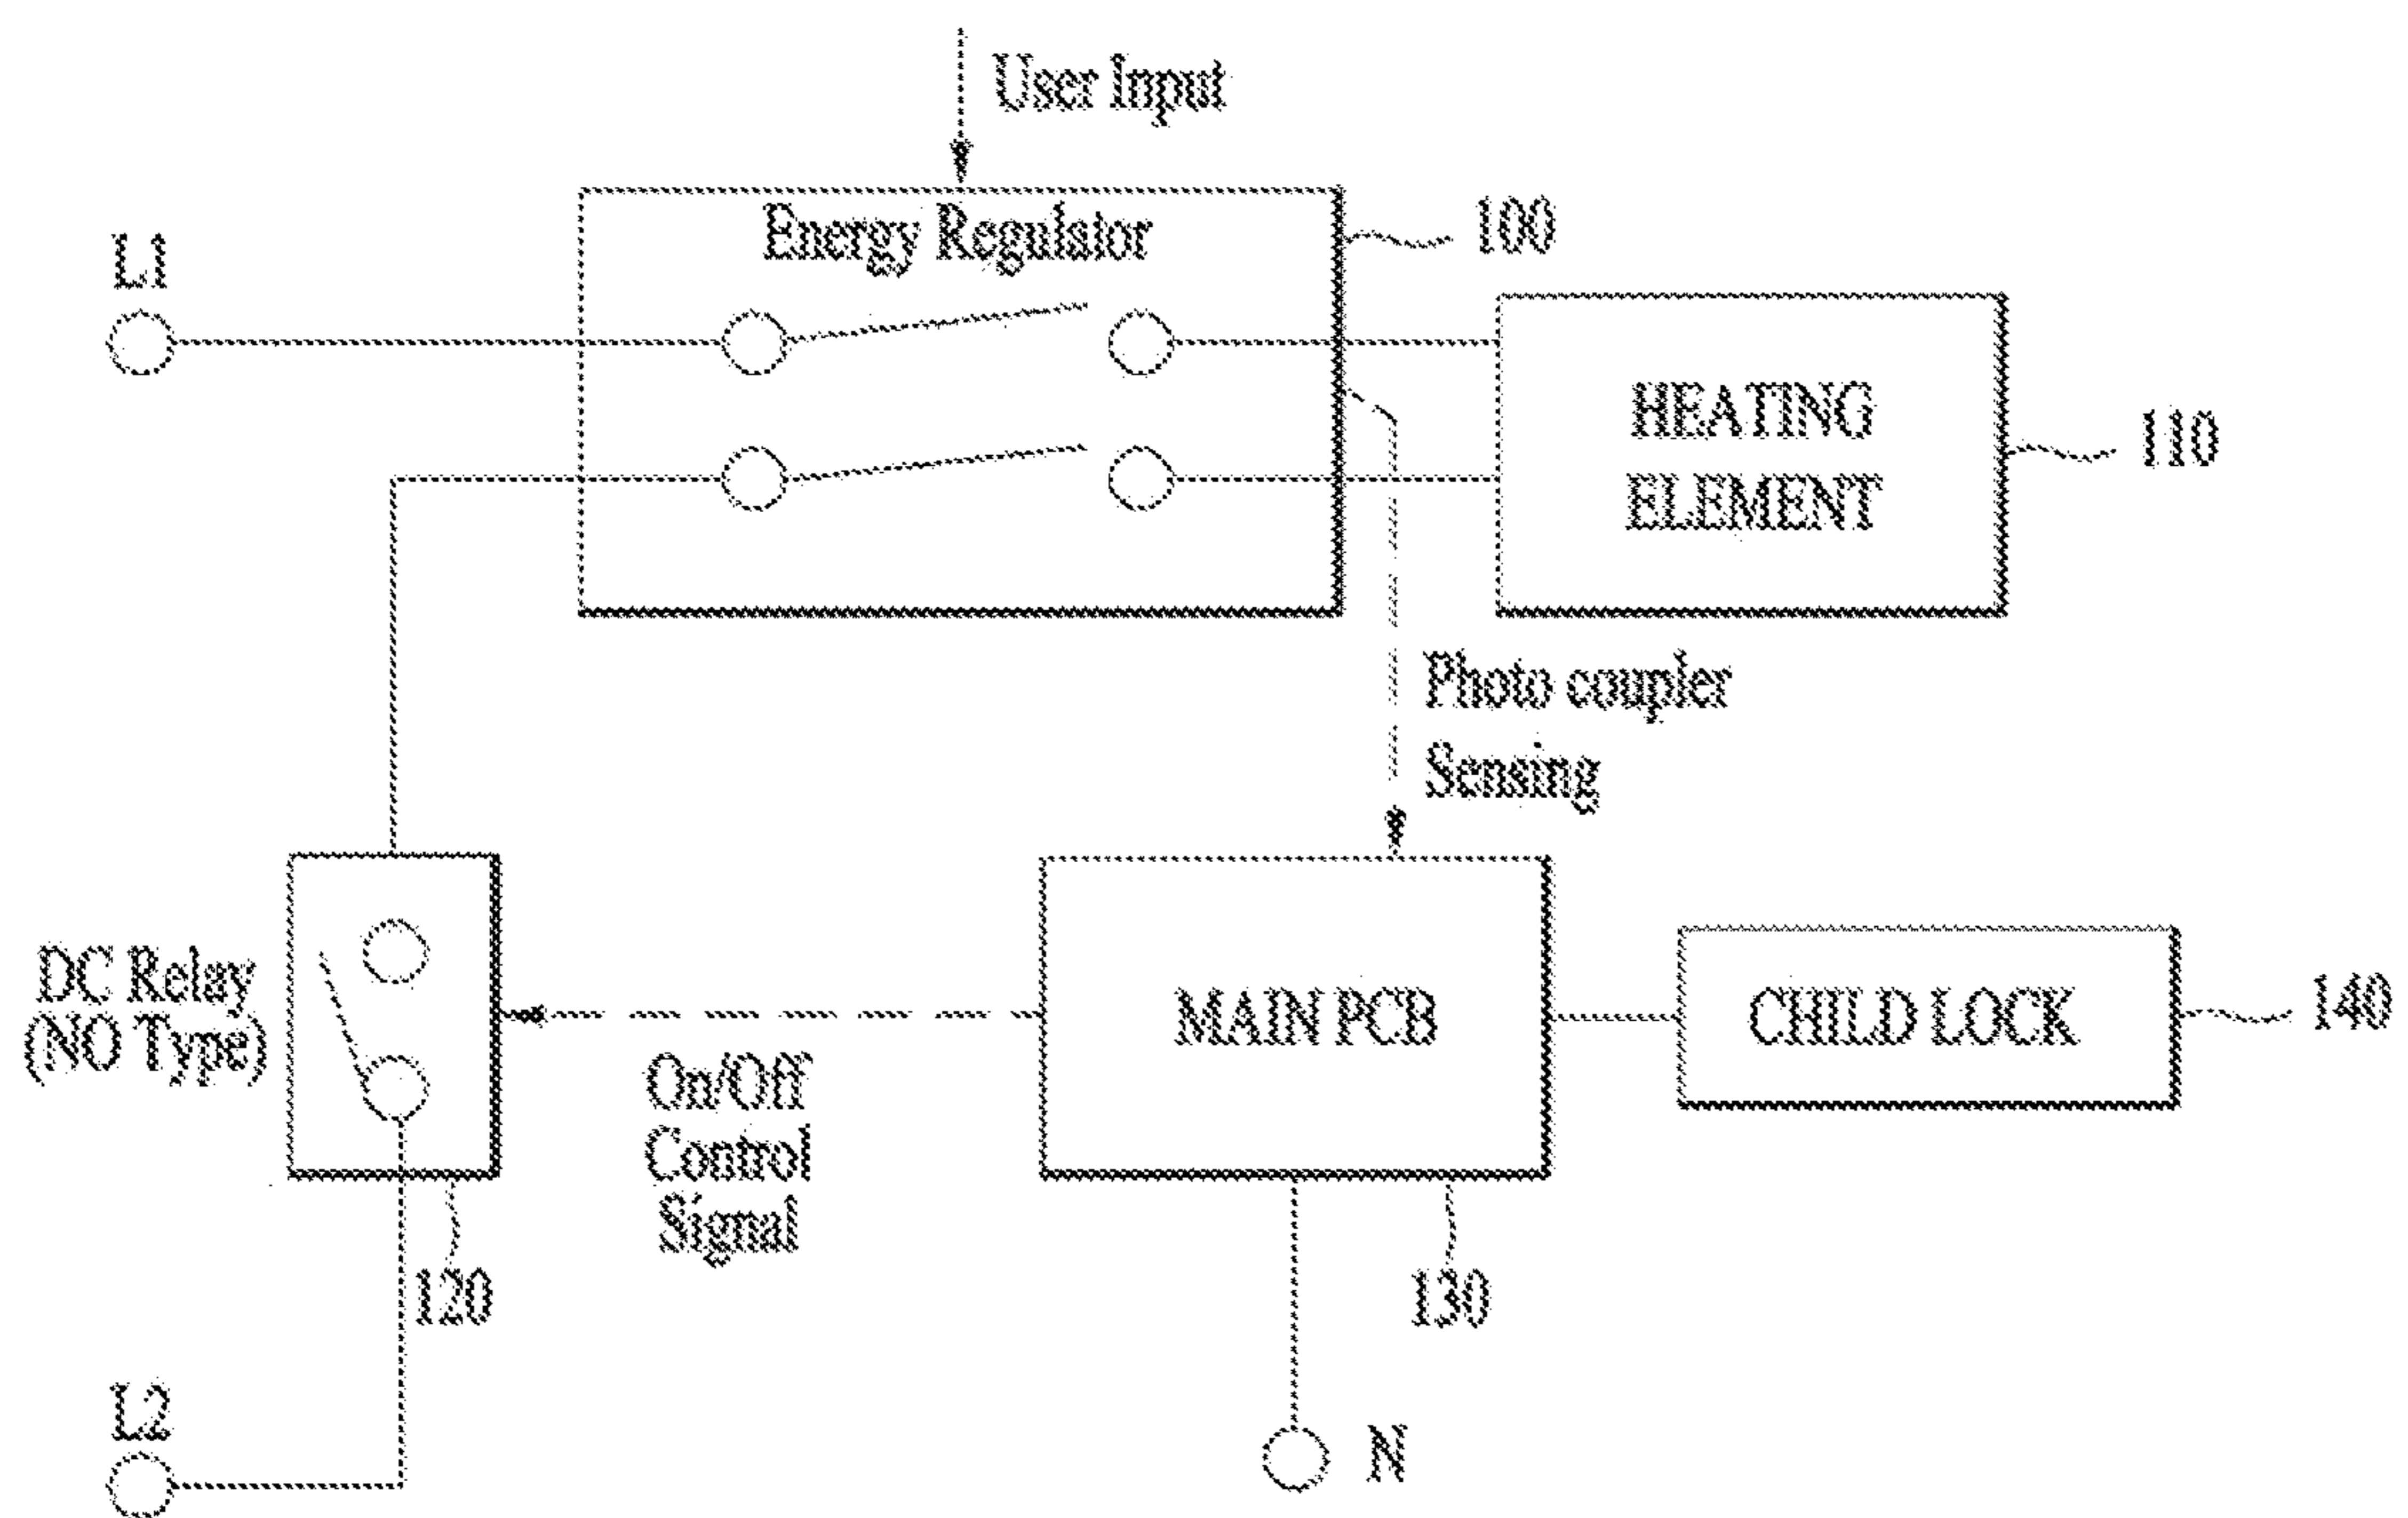 User Input
Energy Regulator
100
L1
HEATING
ELEMENT
110
Photo coupler
Sensing
DC Relay
(NO Type)
MAIN PCB
CHILD LOCK
140
On/Off
Control
Signal
120
130
L2
N